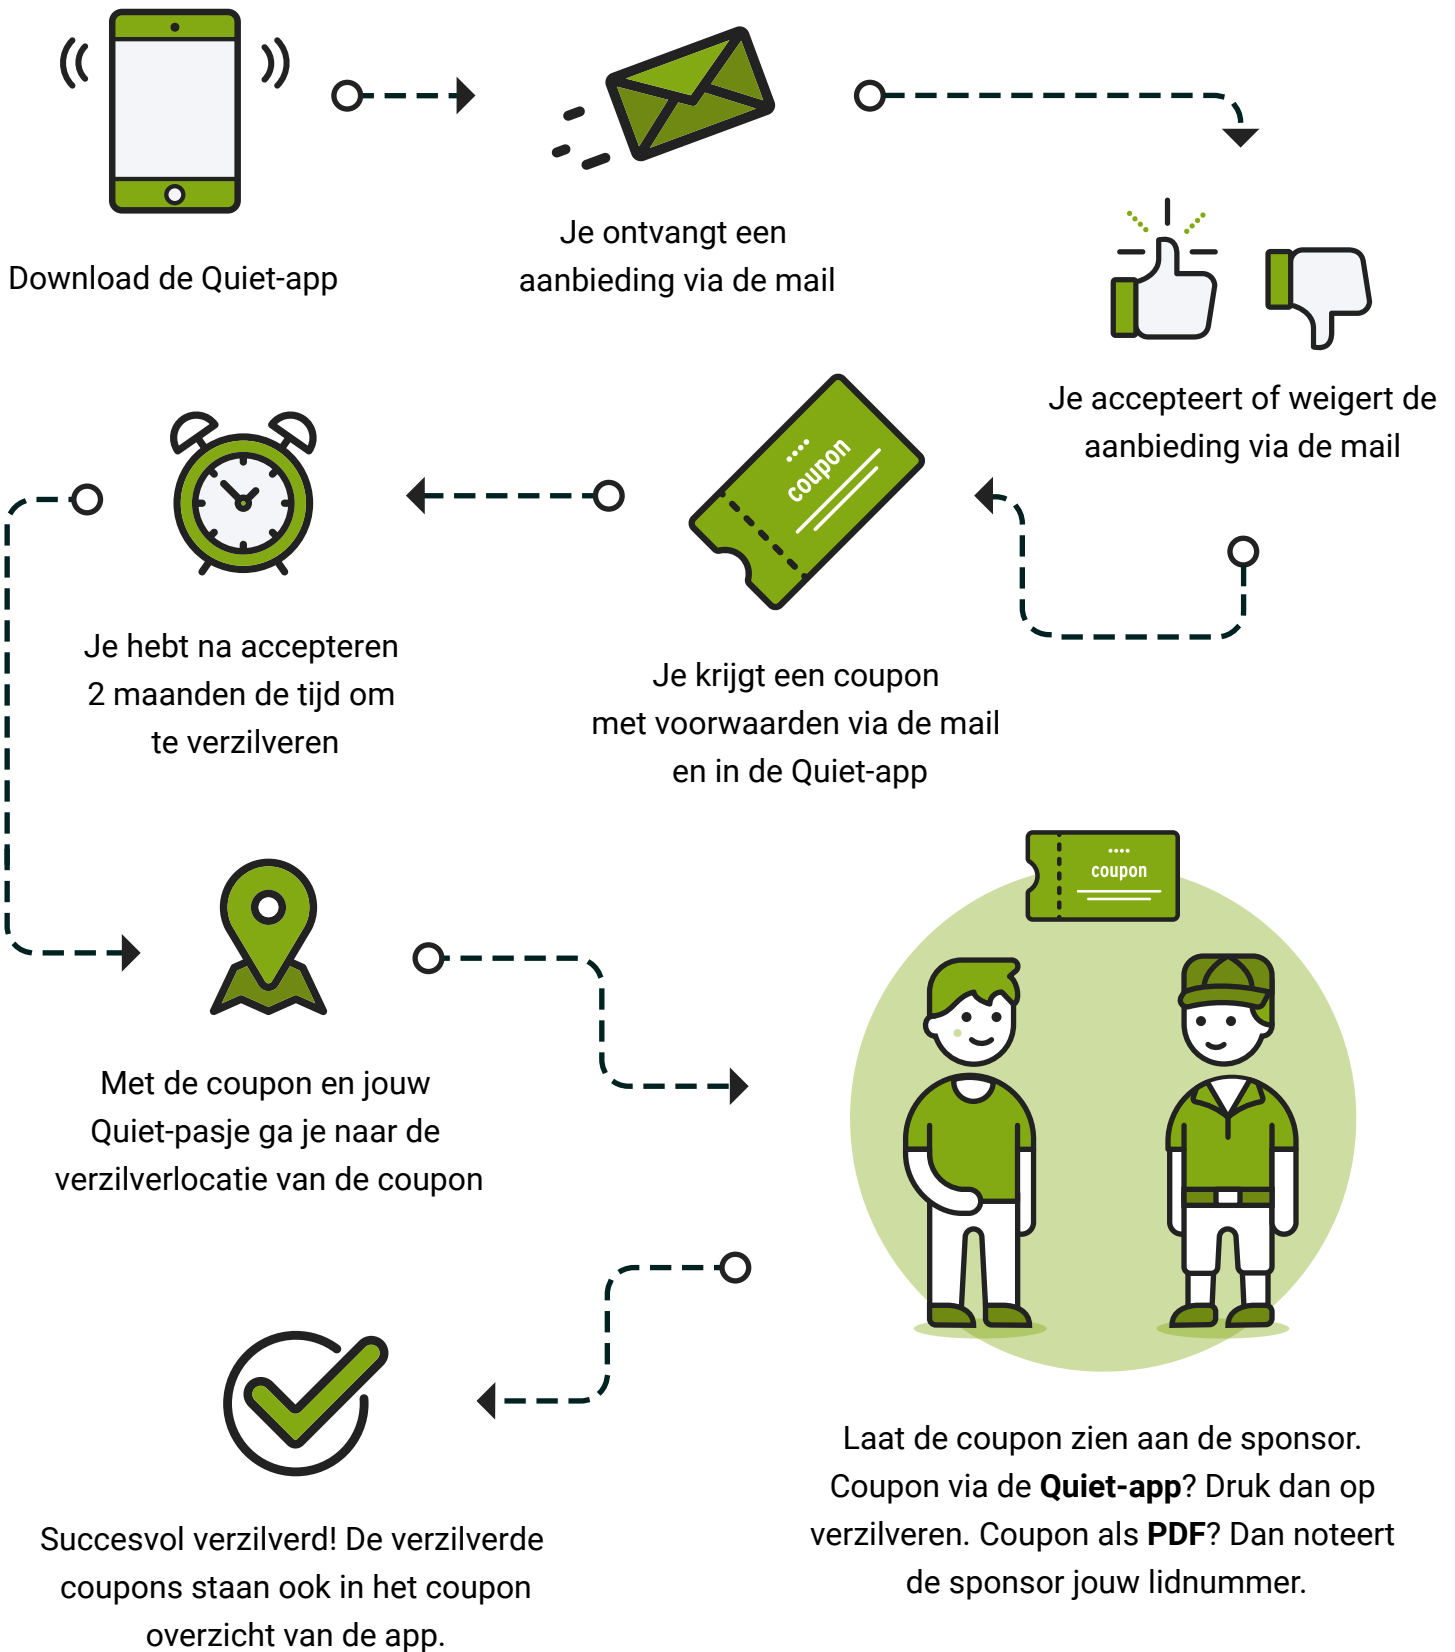 Download de Quiet-app
Je ontvangt een
aanbieding via de mail
Je accepteert of weigert de
aanbieding via de mail
coupon
Je krijgt een coupon
met voorwaarden via de mail
en in de Quiet-app
Je hebt na accepteren
2 maanden de tijd om
te verzilveren
Met de coupon en jouw
Quiet-pasje ga je naar de
verzilverlocatie van de coupon
coupon
Laat de coupon zien aan de sponsor.
Coupon via de Quiet-app? Druk dan op
verzilveren. Coupon als PDF? Dan noteert
de sponsor jouw lidnummer.
Succesvol verzilverd! De verzilverde
coupons staan ook in het coupon
overzicht van de app.